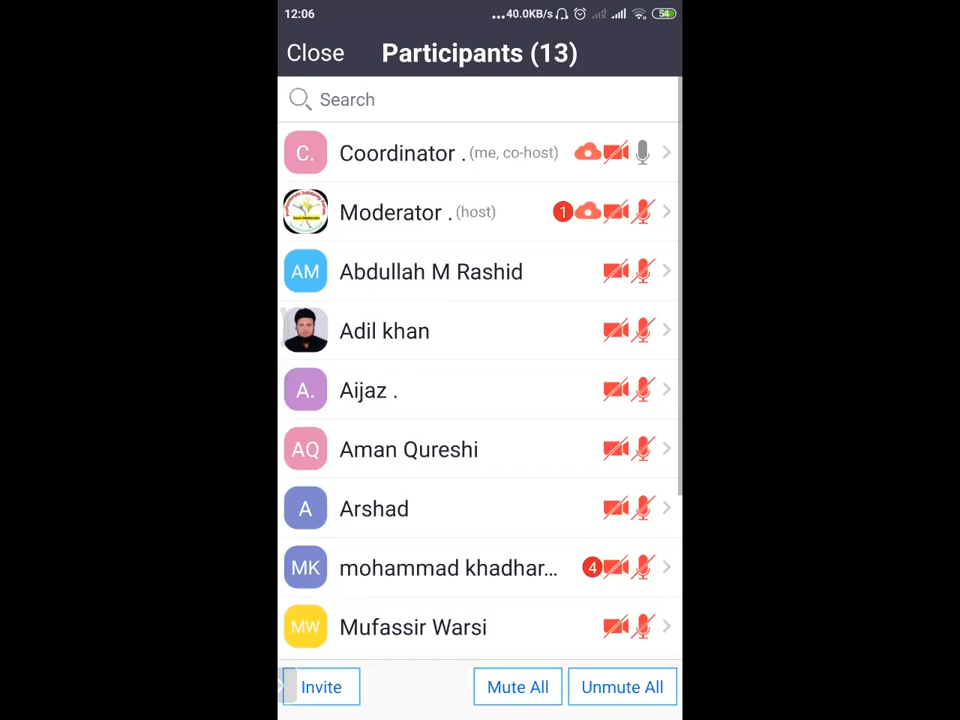 12:06 ...40.0KB/s 54
Close Participants (13)
Search
C. Coordinator . (me, co-host)
Moderator . (host) 1
AM Abdullah M Rashid
Adil khan
A. Aijaz .
AQ Aman Qureshi
A Arshad
MK mohammad khadhar... 4
MW Mufassir Warsi
Invite Mute All Unmute All